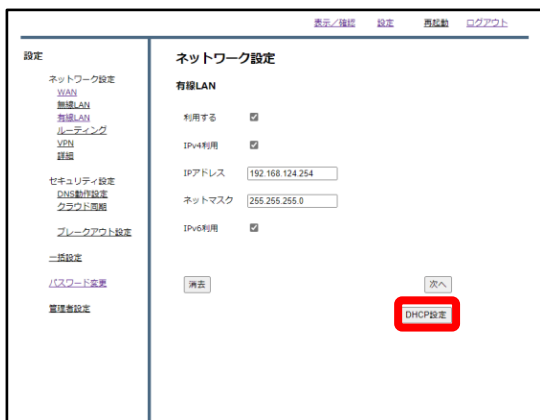 表示／確認 設定 再起動 ログアウト
設定
ネットワーク設定
WAN
無線LAN
有線LAN
ルーティング
VPN
詳細
セキュリティ設定
DNS動作設定
クラウド同期
ブレークアウト設定
一括設定
パスワード変更
管理者設定
ネットワーク設定
有線LAN
利用する
IPv4利用
IPアドレス 192.168.124.254
ネットマスク 255.255.255.0
IPv6利用
消去 次へ
DHCP設定